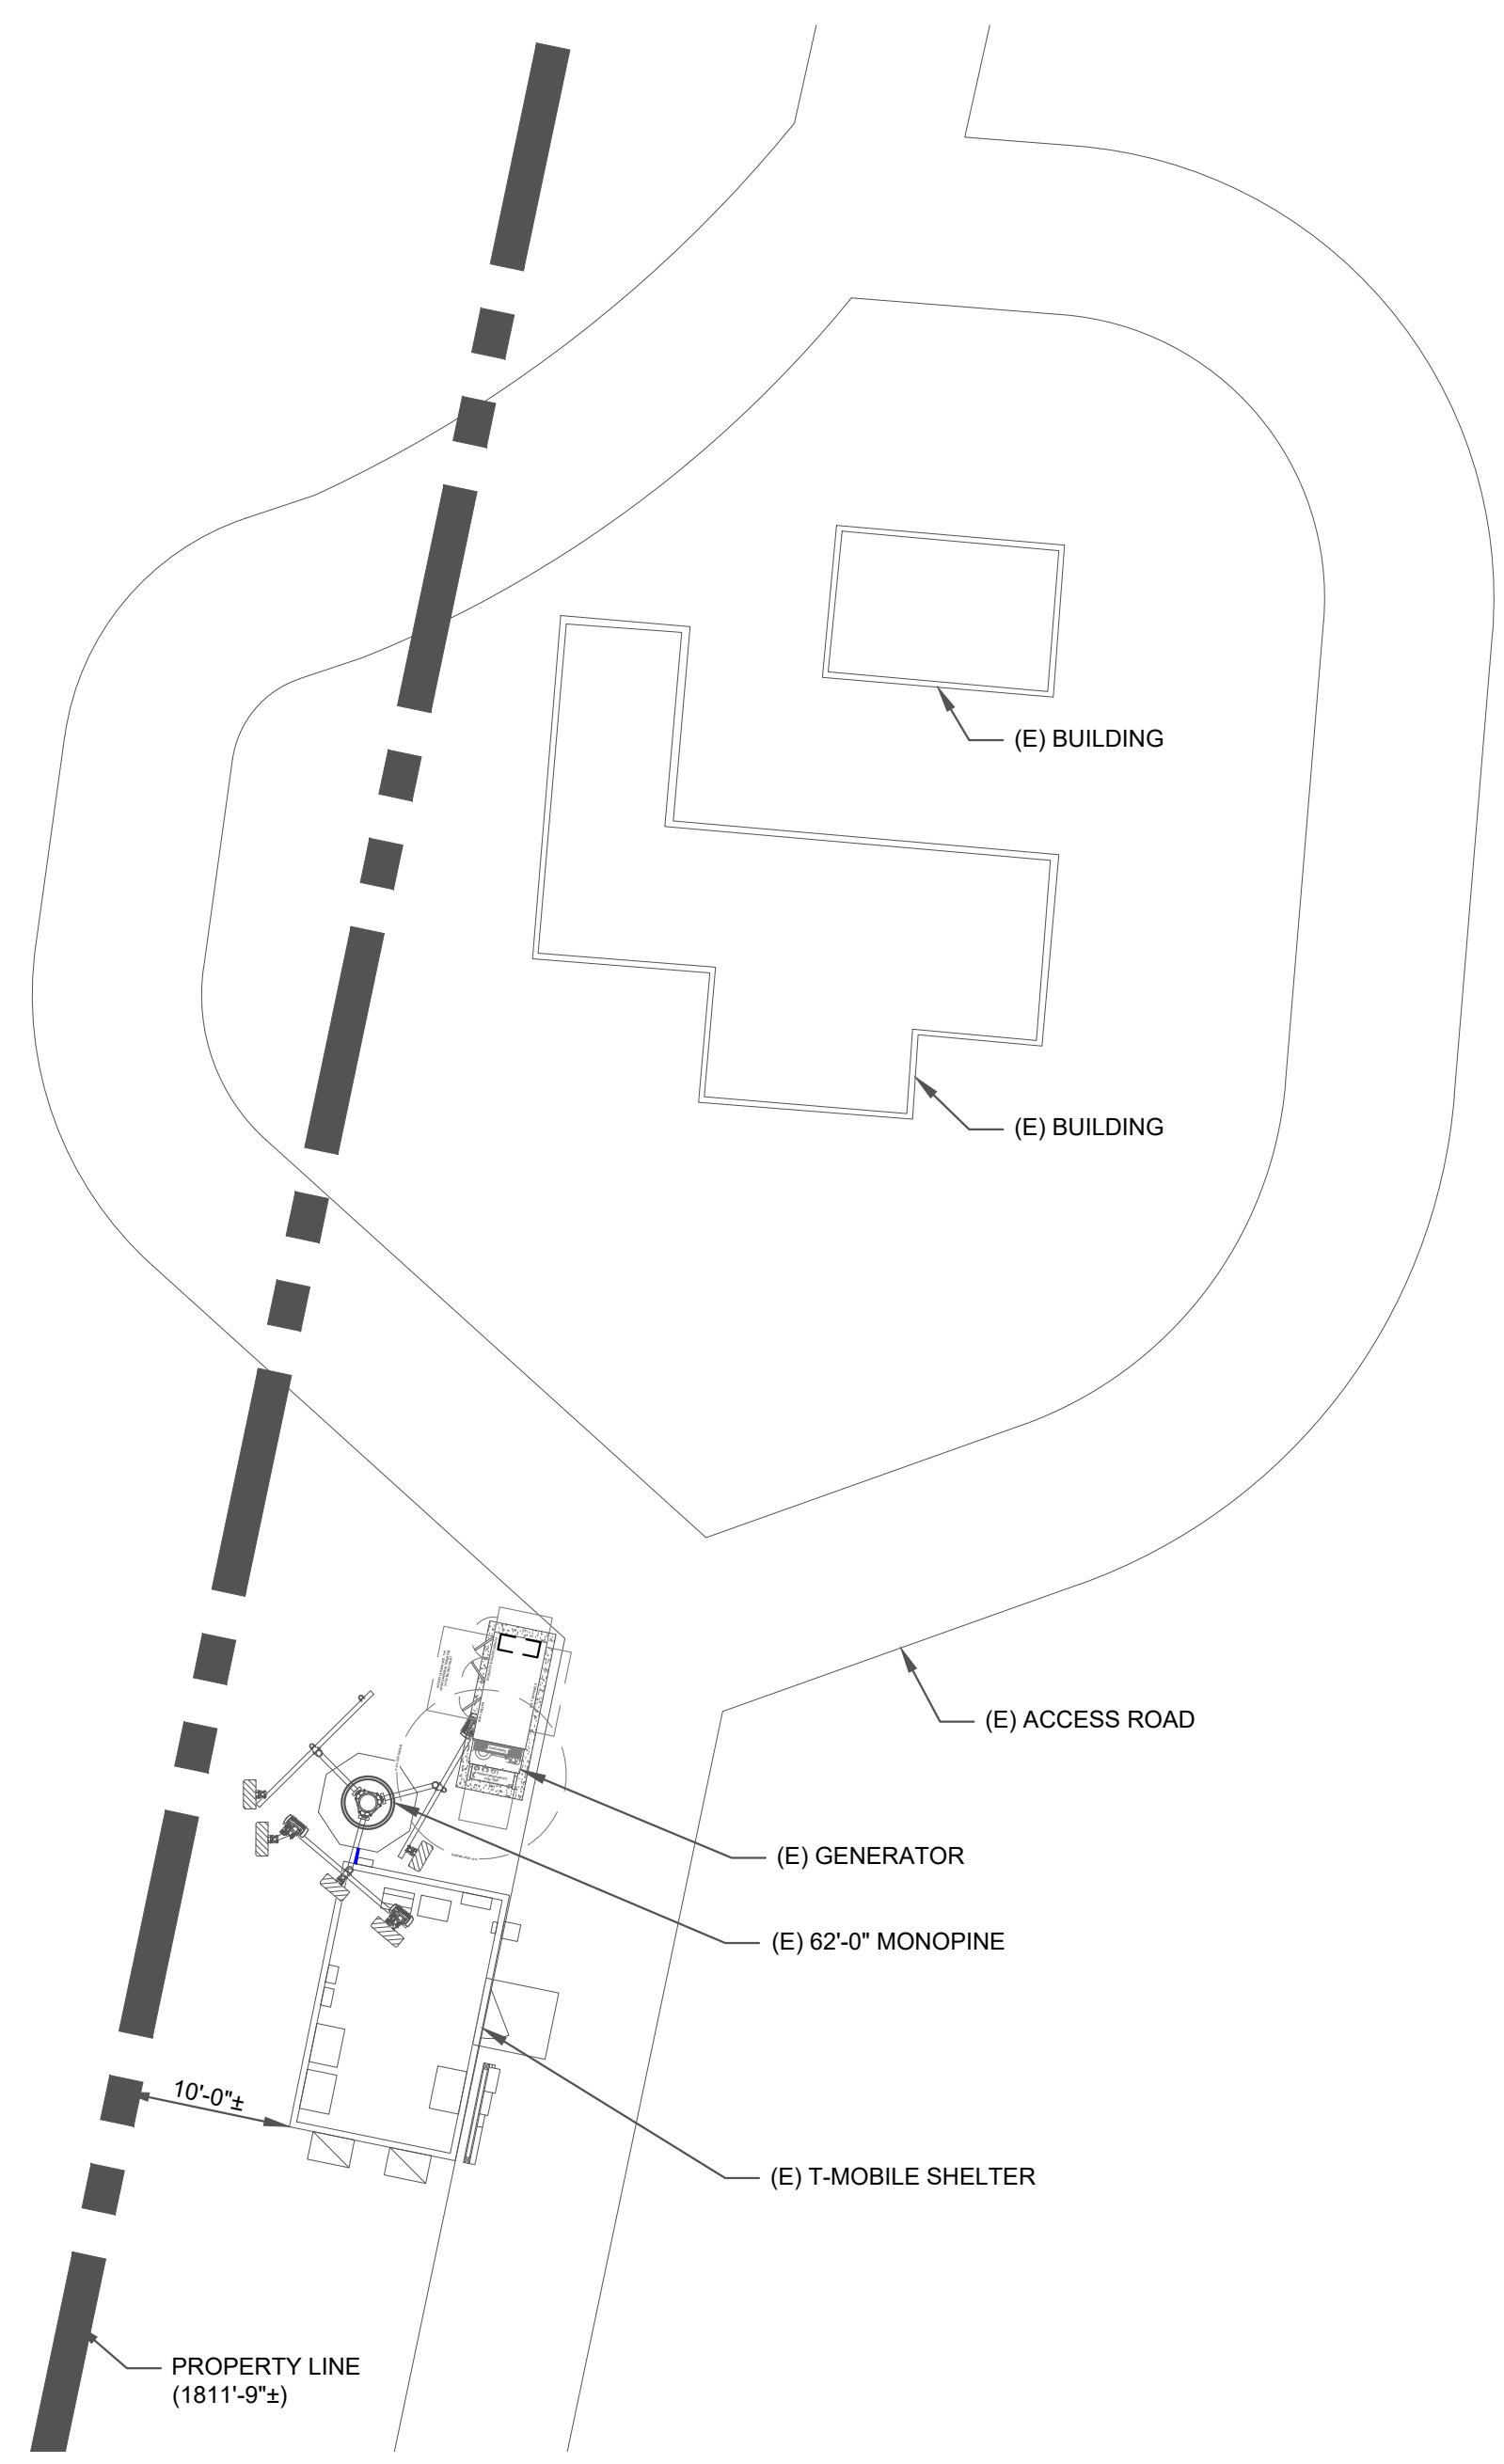 (E) BUILDING
(E) BUILDING
(E) ACCESS ROAD
(E) GENERATOR
(E) 62'-0" MONOPINE
10'-0"±
(E) T-MOBILE SHELTER
PROPERTY LINE
(1811'-9"±)